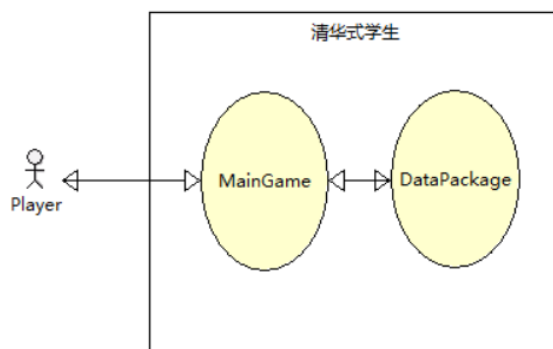 清华式学生
MainGame
DataPackage
Player